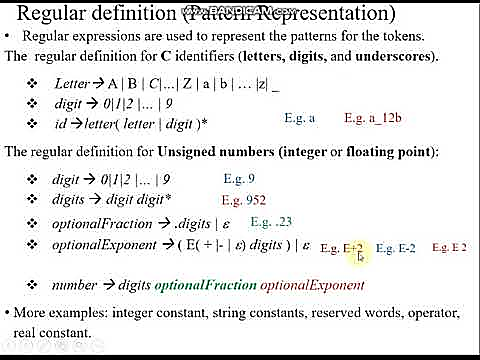 Regular definition (Pattern Representation)
WWW.BANDICAM.COM
• Regular expressions are used to represent the patterns for the tokens.
The regular definition for C identifiers (letters, digits, and underscores).
❖ Letter → A | B | C|…| Z | a | b | … |z| _
❖ digit → 0|1|2 |… | 9
❖ id →letter( letter | digit )* E.g. a E.g. a_12b
The regular definition for Unsigned numbers (integer or floating point):
❖ digit → 0|1|2 |… | 9 E.g. 9
❖ digits → digit digit* E.g. 952
❖ optionalFraction → .digits | ε E.g. .23
❖ optionalExponent → ( E( + |- | ε) digits ) | ε E.g. E+2 E.g. E-2 E.g. E 2
❖ number → digits optionalFraction optionalExponent
• More examples: integer constant, string constants, reserved words, operator,
real constant.